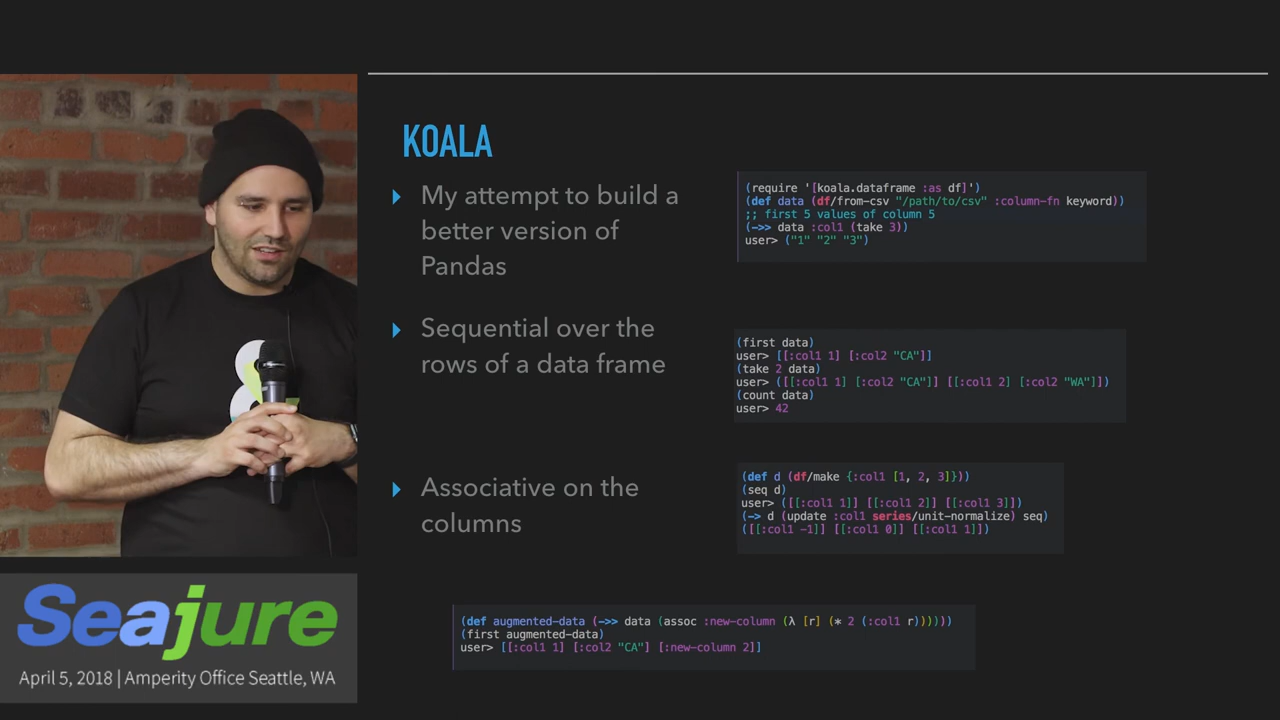 KOALA
My attempt to build a
better version of
Pandas
(require '[koala.dataframe :as df]')
(def data (df/from-csv "/path/to/csv" :column-fn keyword))
;; first 5 values of column 5
(->> data :col1 (take 3))
user> ("1" "2" "3")
Sequential over the
rows of a data frame
(first data)
user> [[:col1 1] [:col2 "CA"]]
(take 2 data)
user> ([[:col1 1] [:col2 "CA"]] [[:col1 2] [:col2 "WA"]])
(count data)
user> 42
Associative on the
columns
(def d (df/make {:col1 [1, 2, 3]}))
(seq d)
user> ([[:col1 1]] [[:col1 2]] [[:col1 3]])
(-> d (update :col1 series/unit-normalize) seq)
([[:col1 -1]] [[:col1 0]] [[:col1 1]])
(def augmented-data (->> data (assoc :new-column (λ [r] (* 2 (:col1 r))))))
(first augmented-data)
user> [[:col1 1] [:col2 "CA"] [:new-column 2]]
Seajure
April 5, 2018 | Amperity Office Seattle, WA